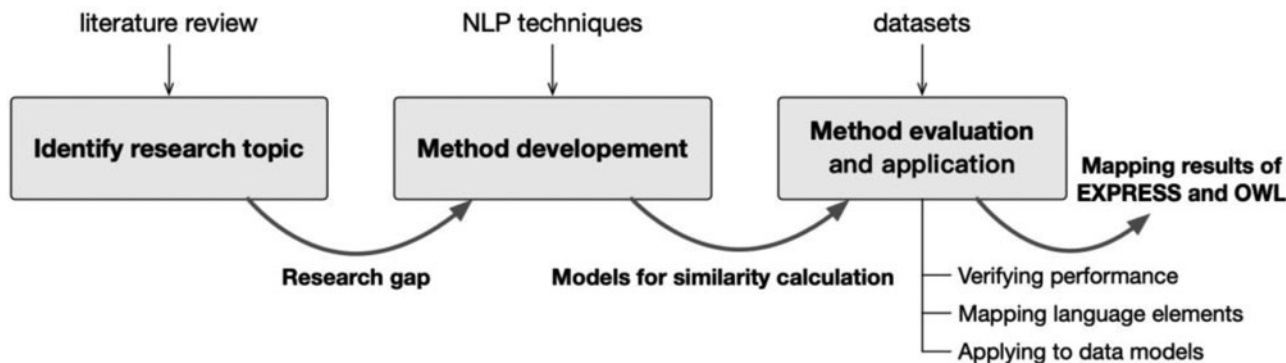 literature review
NLP techniques
datasets
Identify research topic
Method developement
Method evaluation
and application
Mapping results of
EXPRESS and OWL
Research gap
Models for similarity calculation
Verifying performance
Mapping language elements
Applying to data models